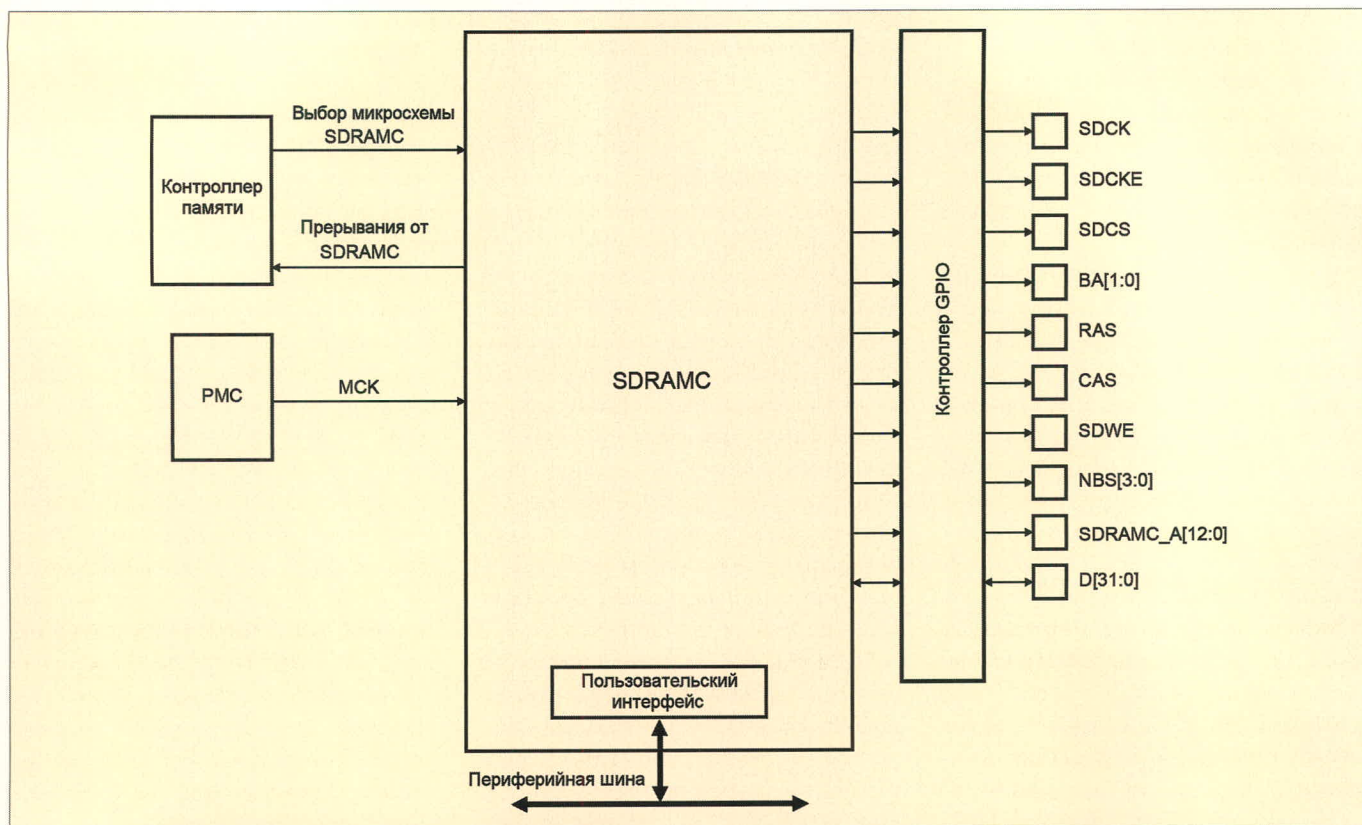 Выбор микросхемы
SDRAMC
Контроллер
памяти
Прерывания от
SDRAMC
PMC
MCK
SDRAMC
Пользовательский
интерфейс
Периферийная шина
Контроллер GPIO
SDCK
SDCKE
SDCS
BA[1:0]
RAS
CAS
SDWE
NBS[3:0]
SDRAMC_A[12:0]
D[31:0]